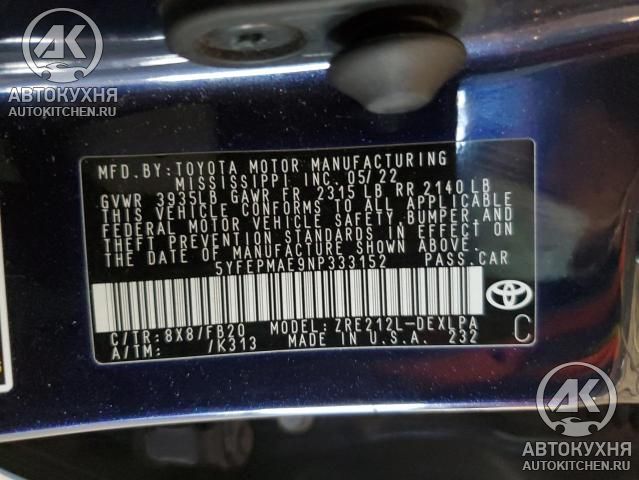 AK
АВТОКУХНЯ
AUTOKITCHEN.RU
MFD.BY:TOYOTA MOTOR MANUFACTURING
MISSISSIPPI, INC. 05/22
GVWR 3935LB GAWR FR 2315LB RR 2140LB
THIS VEHICLE CONFORMS TO ALL APPLICABLE
FEDERAL MOTOR VEHICLE SAFETY, BUMPER, AND
THEFT PREVENTION STANDARDS IN EFFECT ON
THE DATE OF MANUFACTURE SHOWN ABOVE.
5YFEPMAE9NP333152 PASS.CAR
C/TR:8X8/FB20 MODEL:ZRE212L-DEXLPA
A/TM: /K313 MADE IN U.S.A. 232
C
AK
АВТОКУХНЯ
AUTOKITCHEN.RU